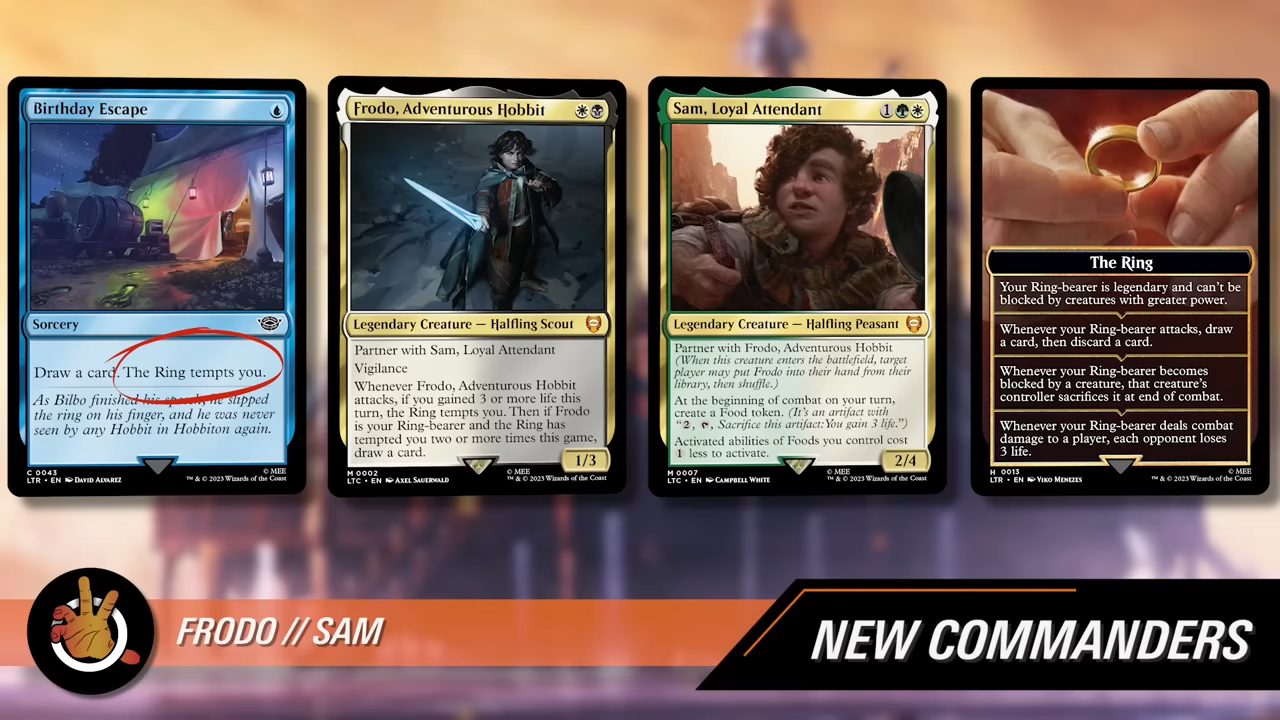 Birthday Escape
Sorcery
Draw a card. The Ring tempts you.
As Bilbo finished his speech, he slipped
the ring on his finger, and he was never
seen by any Hobbit in Hobbiton again.
C 0043
LTR • EN DAVID ALVAREZ
© MEE
™ & © 2023 Wizards of the Coast
Frodo, Adventurous Hobbit
Legendary Creature — Halfling Scout
Partner with Sam, Loyal Attendant
Vigilance
Whenever Frodo, Adventurous Hobbit
attacks, if you gained 3 or more life this
turn, the Ring tempts you. Then if Frodo
is your Ring-bearer and the Ring has
tempted you two or more times this game,
draw a card.
1/3
M 0002
LTC • EN AXEL SAUERWALD
© MEE
™ & © 2023 Wizards of the Coast
Sam, Loyal Attendant
1
Legendary Creature — Halfling Peasant
Partner with Frodo, Adventurous Hobbit
(When this creature enters the battlefield, target
player may put Frodo into their hand from their
library, then shuffle.)
At the beginning of combat on your turn,
create a Food token. (It's an artifact with
"2, , Sacrifice this artifact: You gain 3 life.")
Activated abilities of Foods you control cost
1 less to activate.
2/4
M 0007
LTC • EN CAMPBELL WHITE
© MEE
™ & © 2023 Wizards of the Coast
The Ring
Your Ring-bearer is legendary and can't be
blocked by creatures with greater power.
Whenever your Ring-bearer attacks, draw
a card, then discard a card.
Whenever your Ring-bearer becomes
blocked by a creature, that creature's
controller sacrifices it at end of combat.
Whenever your Ring-bearer deals combat
damage to a player, each opponent loses
3 life.
H 0013
LTR • EN YIKO MENEZES
© MEE
™ & © 2023 Wizards of the Coast
FRODO // SAM
NEW COMMANDERS